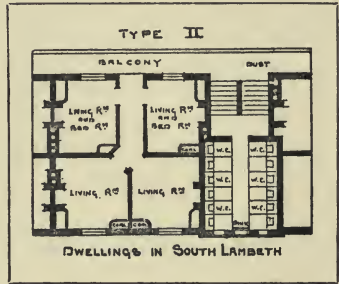 TYPE II
BALCONY
DUST
LIVING RM AND BED RM
LIVING RM AND BED RM
COAL
W.C. W.C.
W.C. W.C.
W.C. W.C.
W.C. W.C.
LIVING RM
LIVING RM
COAL COAL
DWELLINGS IN SOUTH LAMBETH